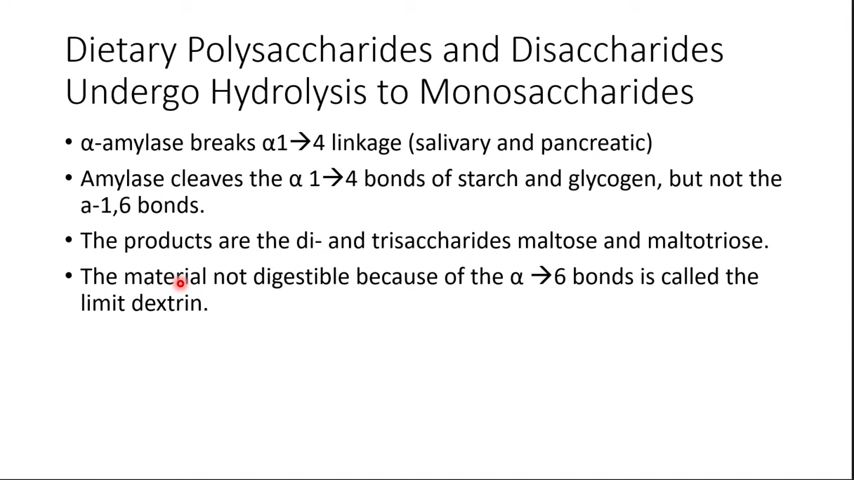 Dietary Polysaccharides and Disaccharides
Undergo Hydrolysis to Monosaccharides
• α-amylase breaks α1→4 linkage (salivary and pancreatic)
• Amylase cleaves the α 1→4 bonds of starch and glycogen, but not the
a-1,6 bonds.
• The products are the di- and trisaccharides maltose and maltotriose.
• The material not digestible because of the α →6 bonds is called the
limit dextrin.